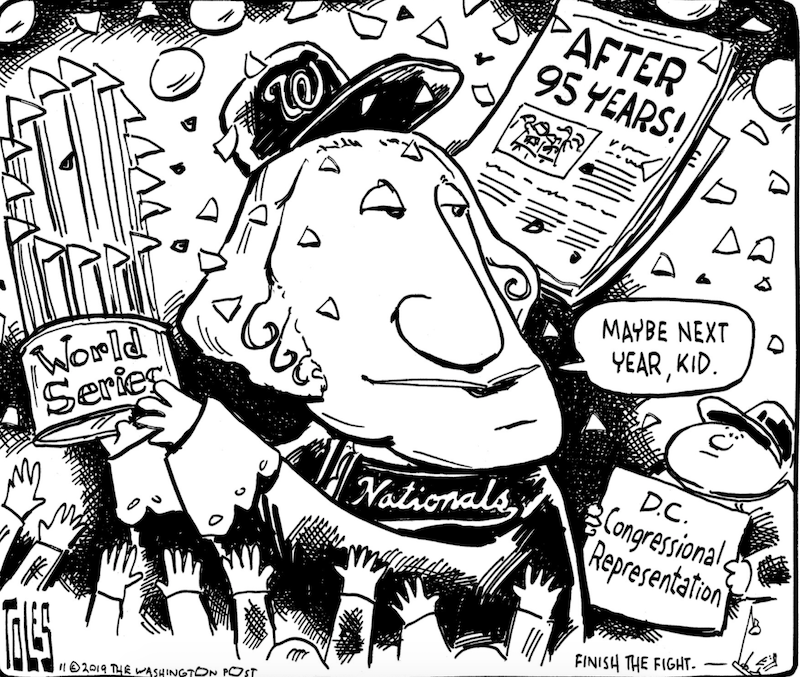 W
AFTER
95 YEARS!
World
Series
MAYBE NEXT
YEAR, KID.
Nationals
D.C.
Congressional
Representation
TOLES
11 © 2019 THE WASHINGTON POST
FINISH THE FIGHT. —